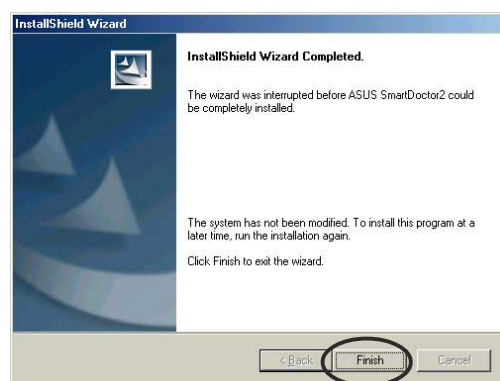 InstallShield Wizard
InstallShield Wizard Completed.
The wizard was interrupted before ASUS SmartDoctor2 could
be completely installed.
The system has not been modified. To install this program at a
later time, run the installation again.
Click Finish to exit the wizard.
< Back Finish Cancel